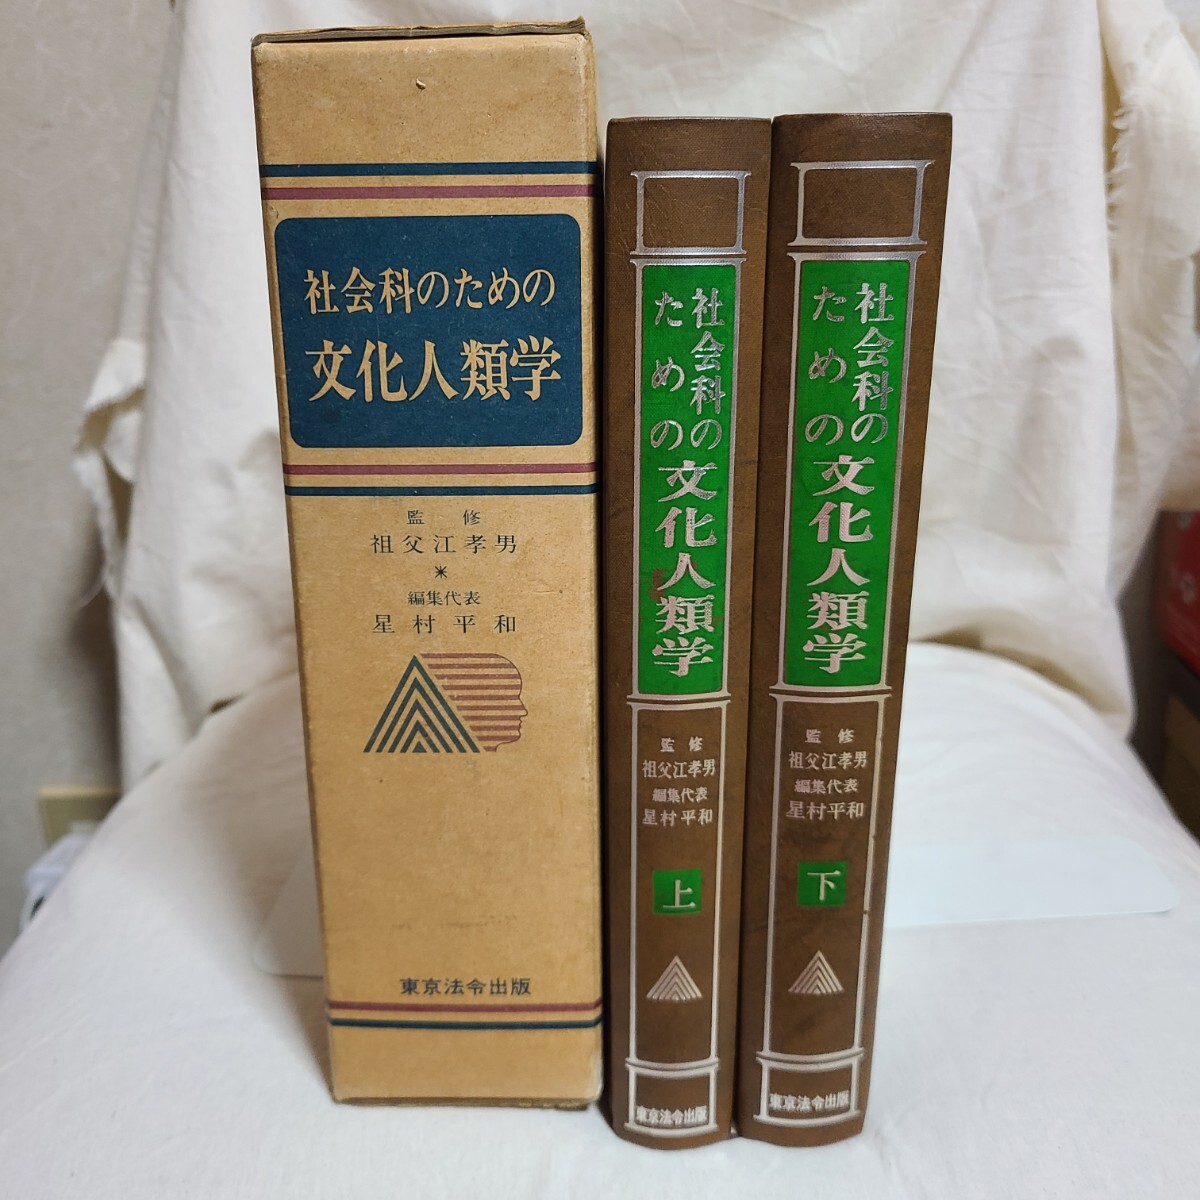 社会科のための
文化人類学
監修
祖父江孝男
*
編集代表
星村平和
東京法令出版
社会科の
ための
文化人類学
監修
祖父江孝男
編集代表
星村平和
上
東京法令出版
社会科の
ための
文化人類学
監修
祖父江孝男
編集代表
星村平和
下
東京法令出版